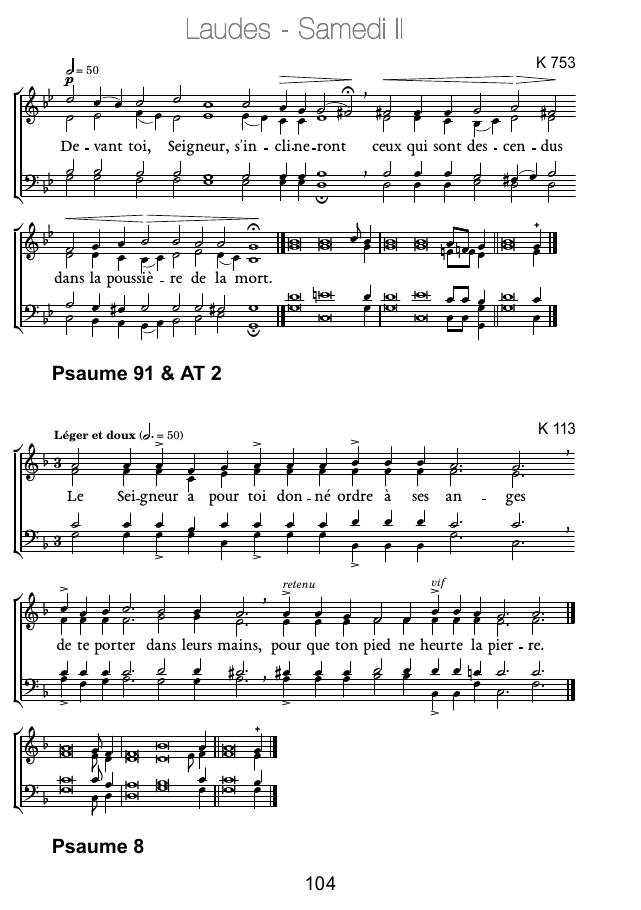 Laudes - Samedi II
K 753
𝅗𝅥 = 50
p
De - vant toi, Seigneur, s'in - cli-ne-ront ceux qui sont des - cen - dus
dans la poussiè - re de la mort.
Psaume 91 & AT 2
K 113
Léger et doux (𝅗𝅥. = 50)
3
3
Le Sei-gneur a pour toi don-né ordre à ses an - ges
retenu
vif
de te porter dans leurs mains, pour que ton pied ne heurte la pier - re.
Psaume 8
104